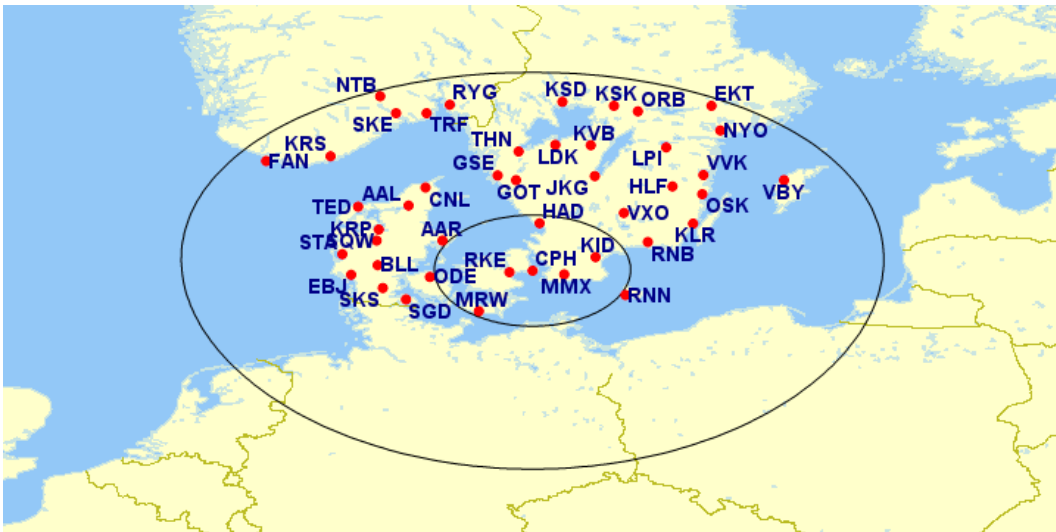 NTB
RYG
KSD
KSK
ORB
EKT
SKE
TRF
NYO
KRS
FAN
THN
LDK
KVB
LPI
GSE
GOT
JKG
HLF
VVK
VBY
AAL
CNL
TED
HAD
VXO
OSK
KRP
AAR
KLR
STA
SQW
KID
RNB
BLL
ODE
RKE
CPH
MMX
EBJ
SKS
SGD
MRW
RNN